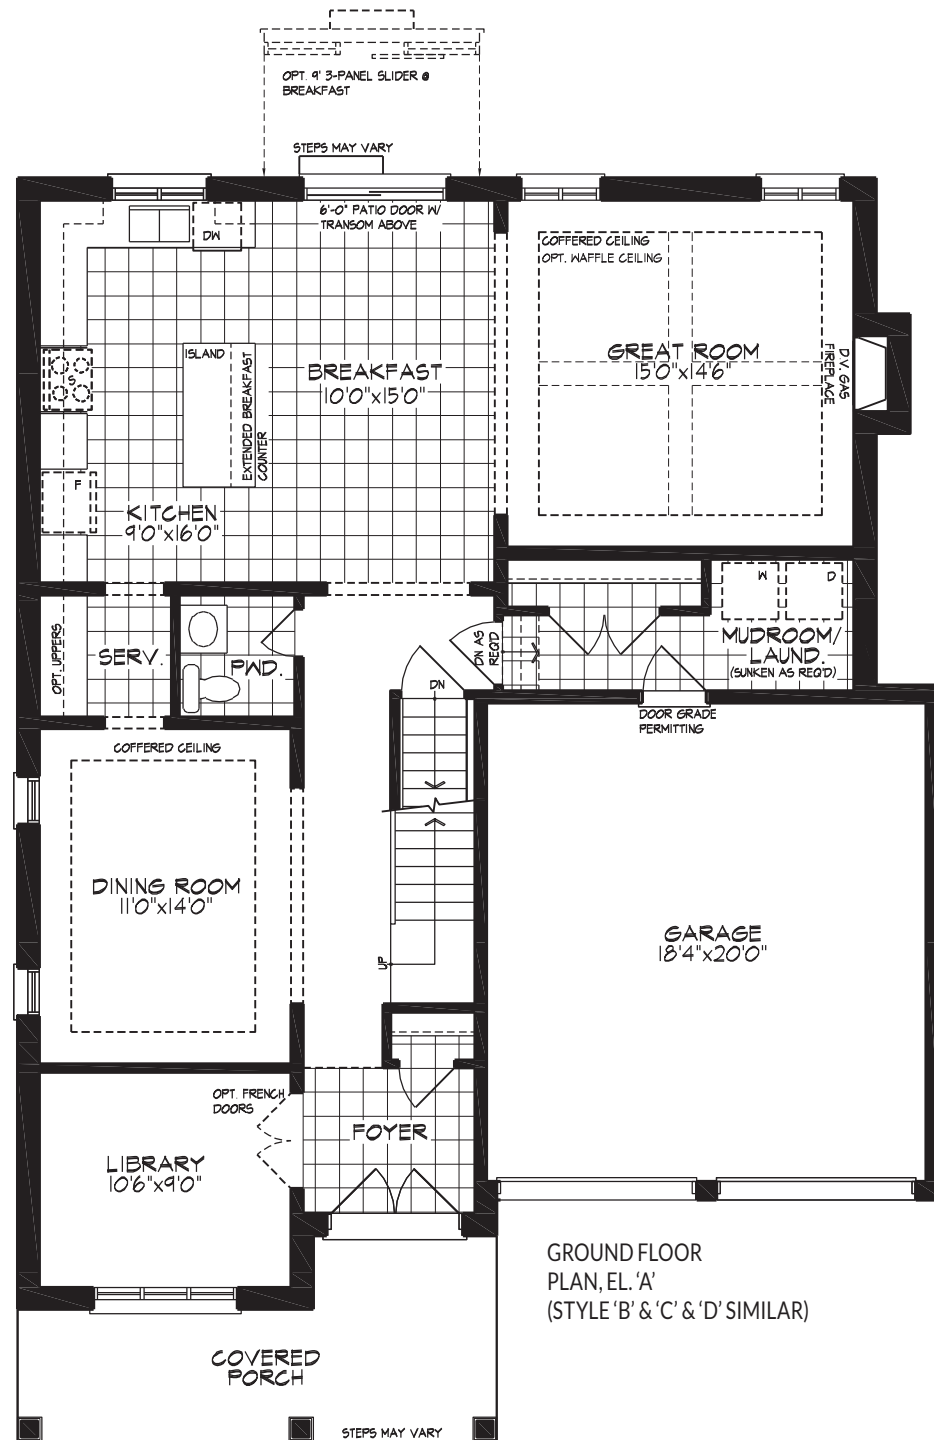 OPT. 9' 3-PANEL SLIDER @
BREAKFAST
STEPS MAY VARY
6'-0" PATIO DOOR W/
TRANSOM ABOVE
DW
COFFERED CEILING
OPT. WAFFLE CEILING
ISLAND
EXTENDED BREAKFAST
COUNTER
BREAKFAST
10'0"x15'0"
GREAT ROOM
15'0"x14'6"
D.V. GAS
FIREPLACE
S
F
KITCHEN
9'0"x16'0"
W
D
OPT. UPPERS
SERV.
PWD.
DN AS
REQ'D
MUDROOM/
LAUND.
(SUNKEN AS REQ'D)
DN
DOOR GRADE
PERMITTING
COFFERED CEILING
DINING ROOM
11'0"x14'0"
GARAGE
18'4"x20'0"
UP
OPT. FRENCH
DOORS
FOYER
LIBRARY
10'6"x9'0"
GROUND FLOOR
PLAN, EL. ‘A’
(STYLE ‘B’ & ‘C’ & ‘D’ SIMILAR)
COVERED
PORCH
STEPS MAY VARY